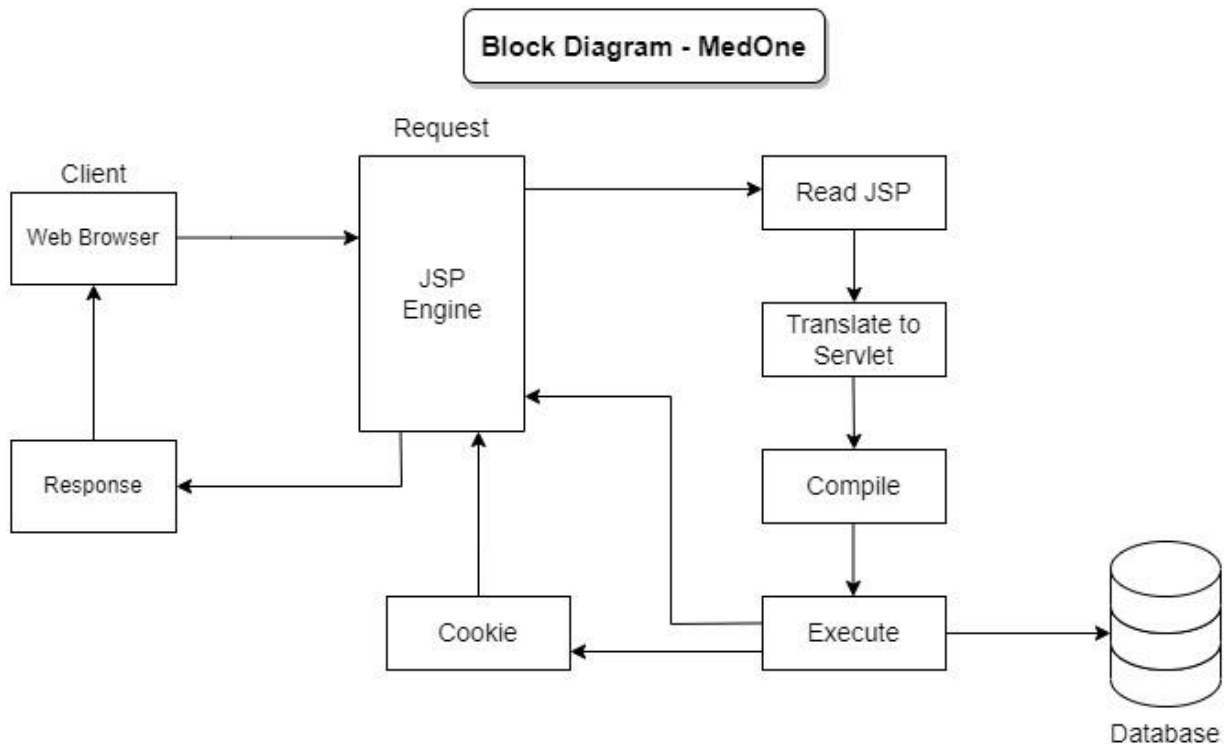 Block Diagram - MedOne
Request
Client
Web Browser
JSP
Engine
Read JSP
Translate to
Servlet
Response
Compile
Cookie
Execute
Database